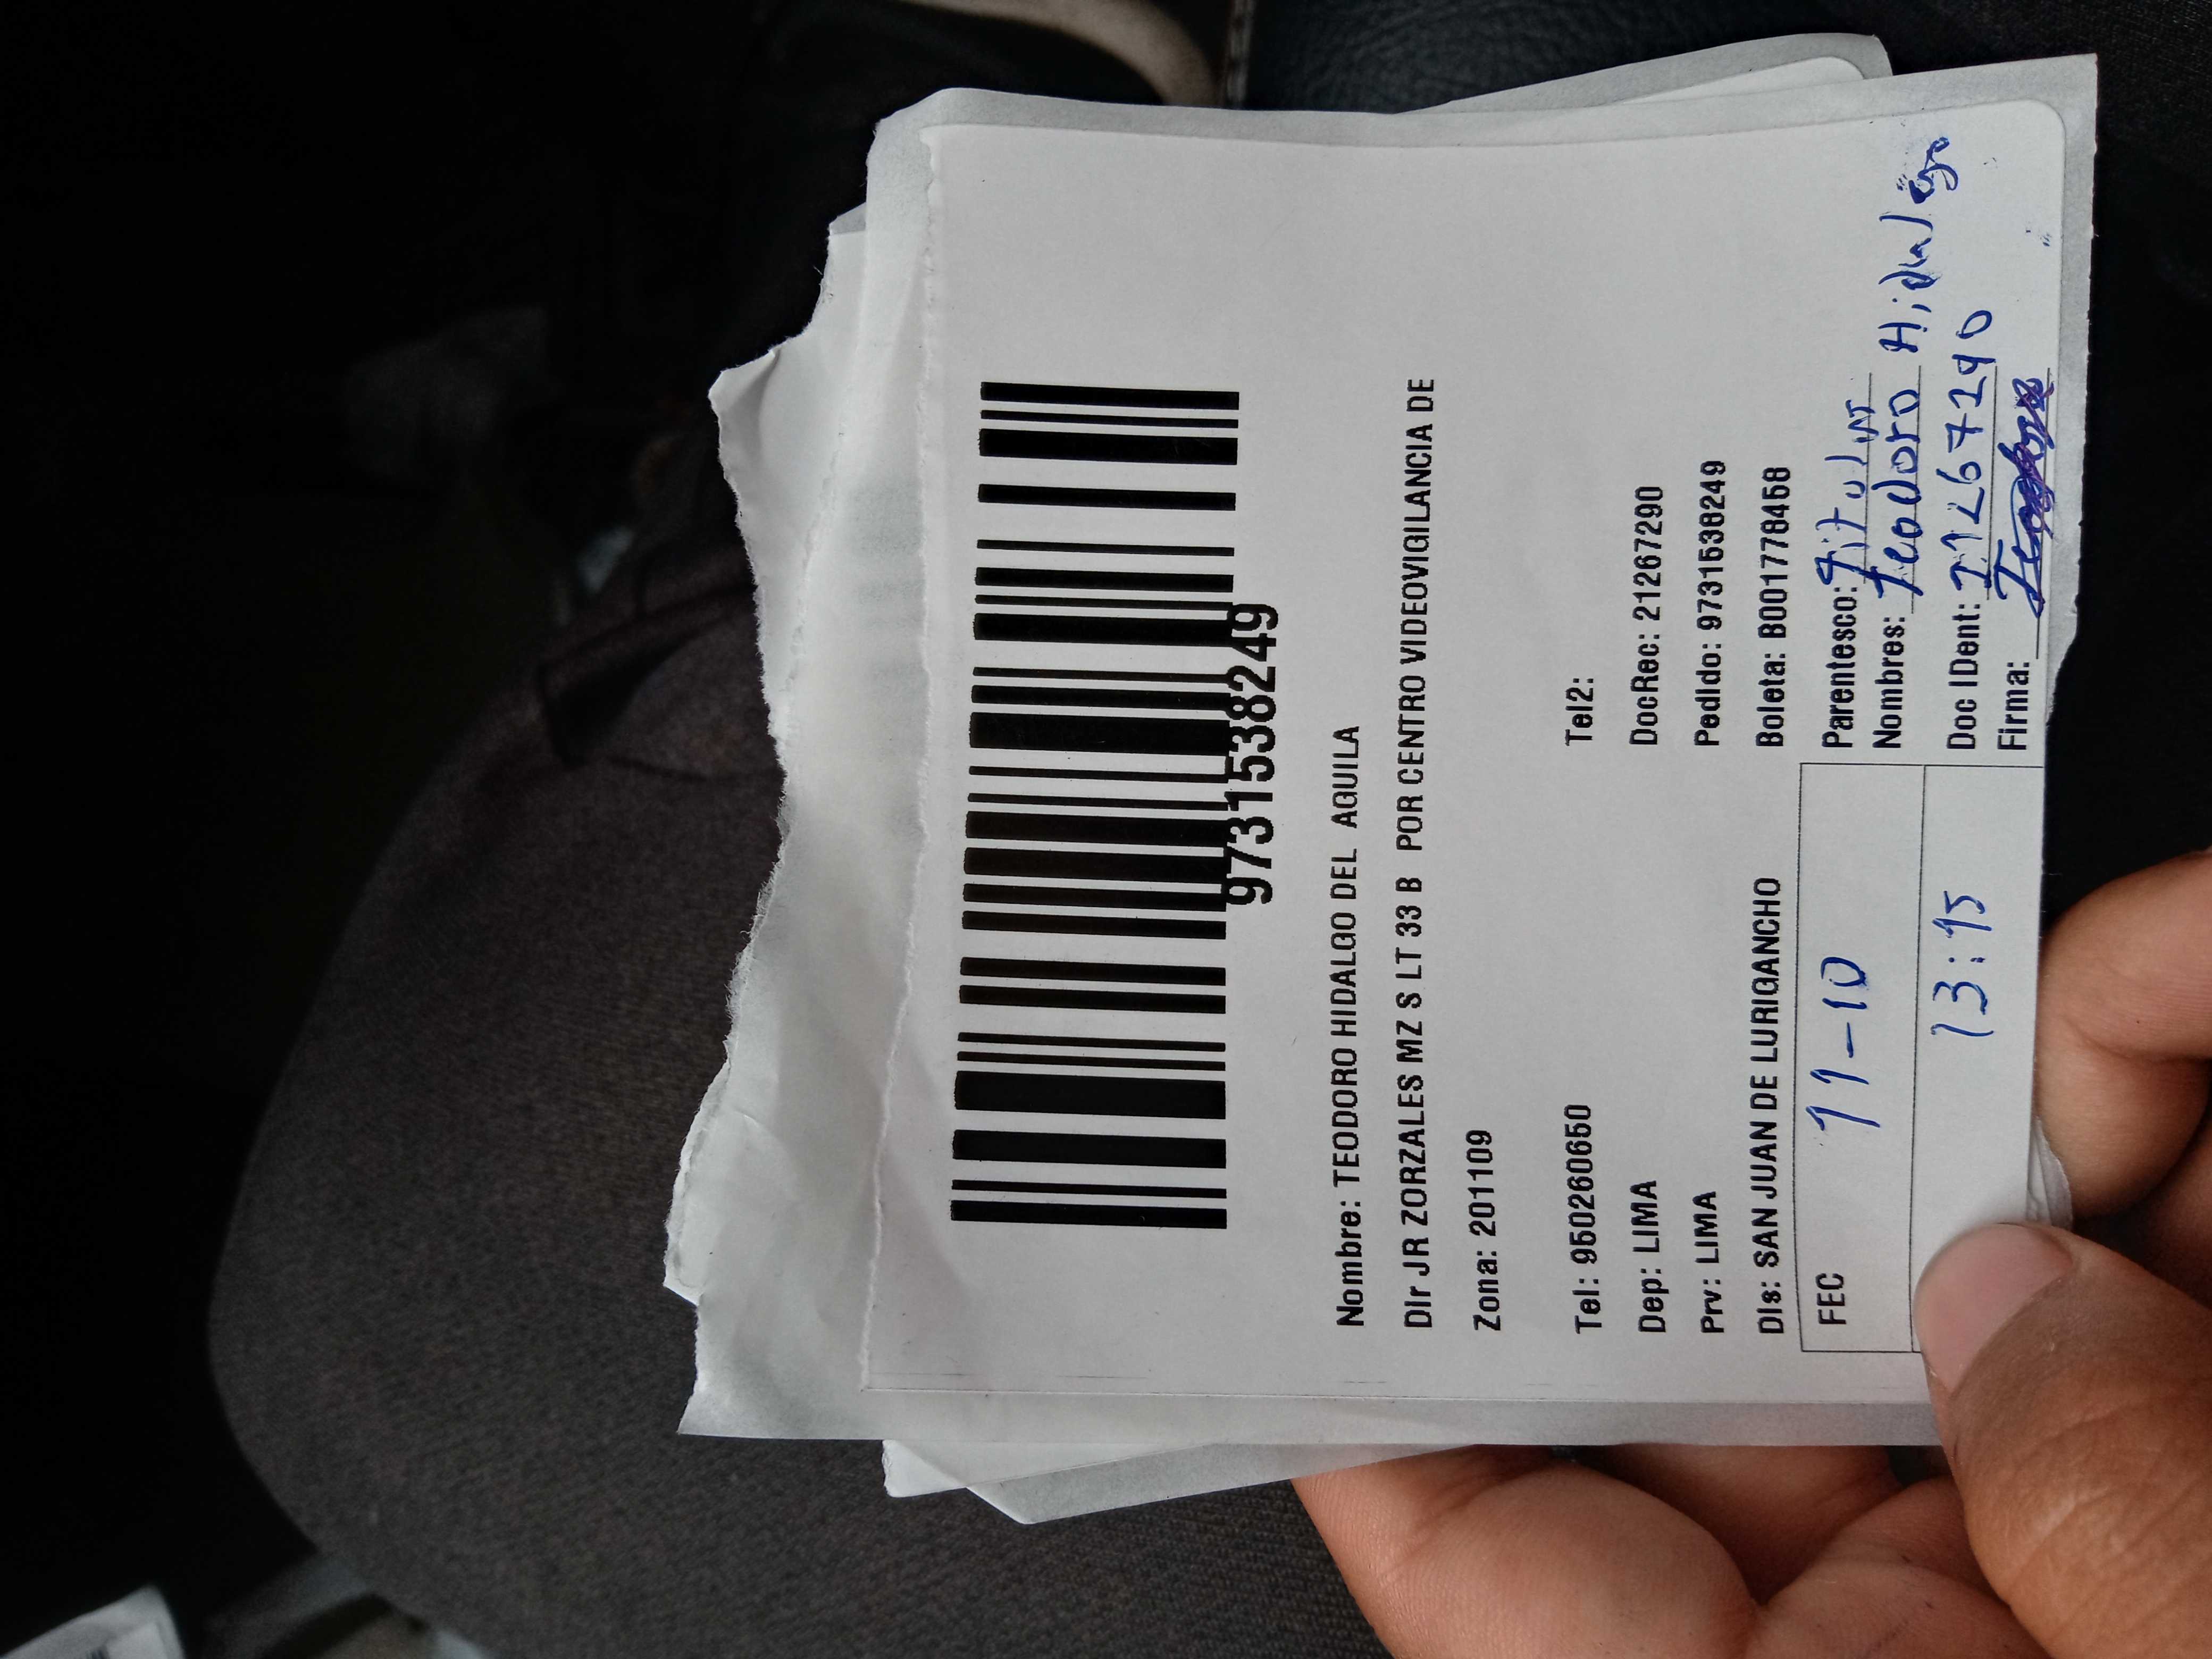 9731538249
Nombre: TEODORO HIDALGO DEL AGUILA
DIr JR ZORZALES MZ S LT 33 B POR CENTRO VIDEOVIGILANCIA DE
Zona: 201109
Tel: 950260650 Tel2:
Dep: LIMA DocRec: 21267290
Prv: LIMA PedIdo: 9731538249
DIs: SAN JUAN DE LURIGANCHO Boleta: B001778458
FEC 11-10 Parentesco: Titular
Nombres: Teodoro Hidalgo
13:15 Doc IDent: 21267290
Firma: